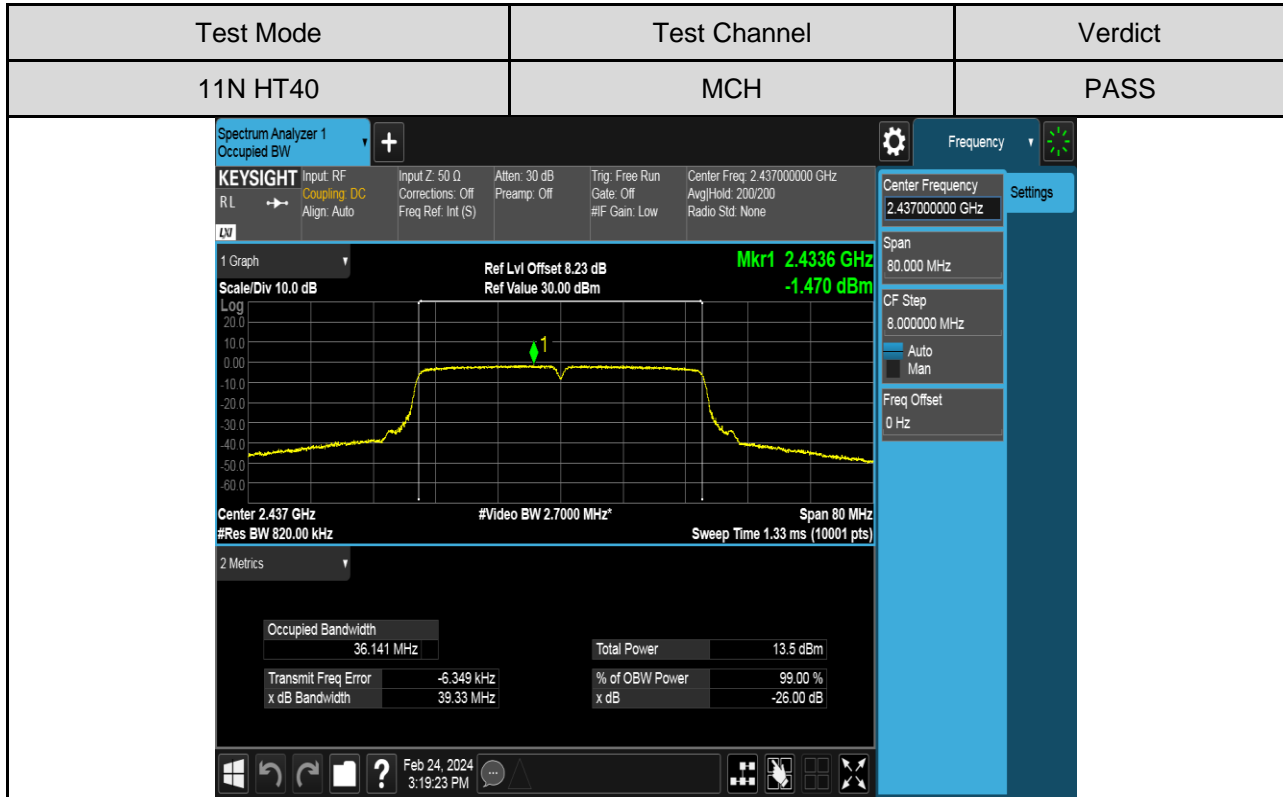 Test Mode Test Channel Verdict
11N HT40 MCH PASS
Spectrum Analyzer 1
Occupied BW
+
Frequency
KEYSIGHT
RL
LXI
Input: RF
Coupling: DC
Align: Auto
Input Z: 50 Ω
Corrections: Off
Freq Ref: Int (S)
Atten: 30 dB
Preamp: Off
Trig: Free Run
Gate: Off
#IF Gain: Low
Center Freq: 2.437000000 GHz
Avg|Hold: 200/200
Radio Std: None
Center Frequency
2.437000000 GHz
Settings
Span
80.000 MHz
CF Step
8.000000 MHz
Auto
Man
Freq Offset
0 Hz
1 Graph
Scale/Div 10.0 dB
Ref Lvl Offset 8.23 dB
Ref Value 30.00 dBm
Mkr1 2.4336 GHz
-1.470 dBm
Log
20.0
10.0
0.00
-10.0
-20.0
-30.0
-40.0
-50.0
-60.0
1
Center 2.437 GHz #Video BW 2.7000 MHz* Span 80 MHz
#Res BW 820.00 kHz Sweep Time 1.33 ms (10001 pts)
2 Metrics
Occupied Bandwidth
36.141 MHz
Total Power 13.5 dBm
Transmit Freq Error -6.349 kHz % of OBW Power 99.00 %
x dB Bandwidth 39.33 MHz x dB -26.00 dB
?
Feb 24, 2024
3:19:23 PM